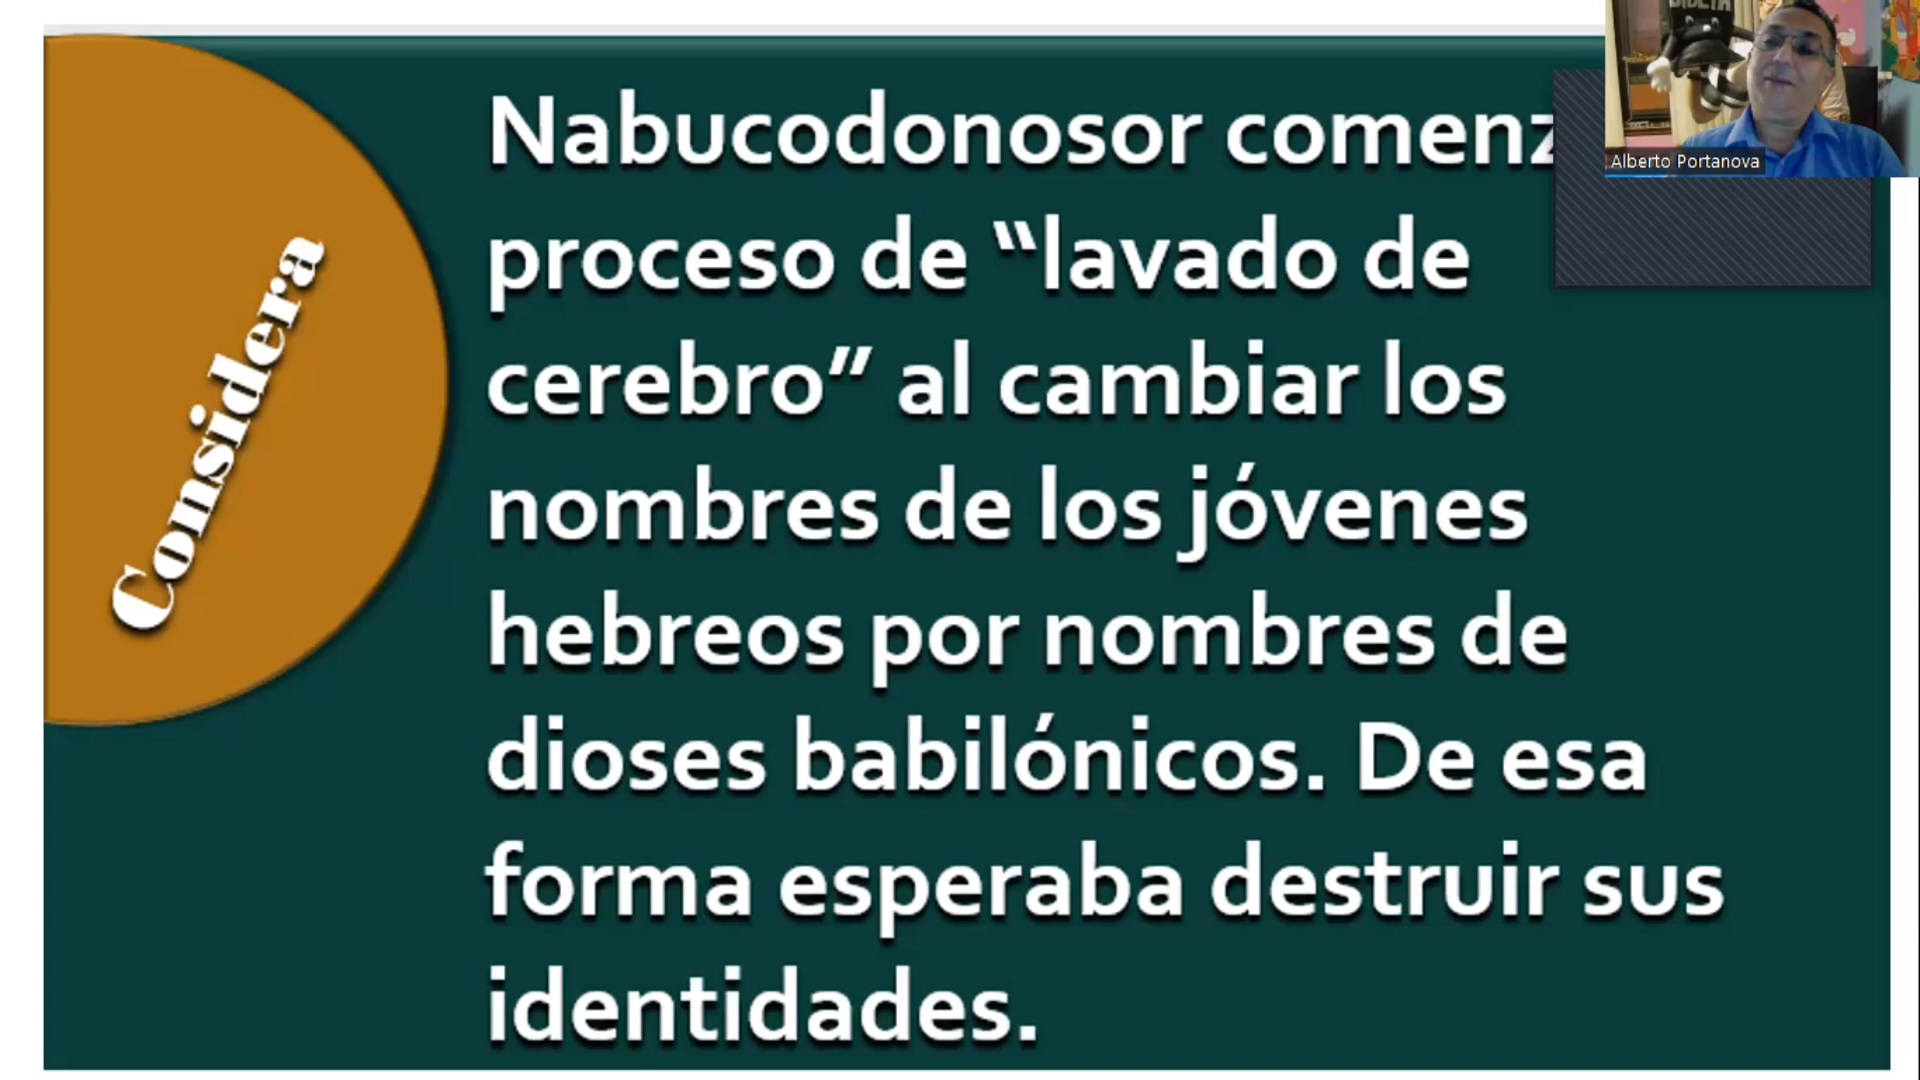 Considera
Nabucodonosor comenz
proceso de “lavado de
cerebro” al cambiar los
nombres de los jóvenes
hebreos por nombres de
dioses babilónicos. De esa
forma esperaba destruir sus
identidades.
Alberto Portanova